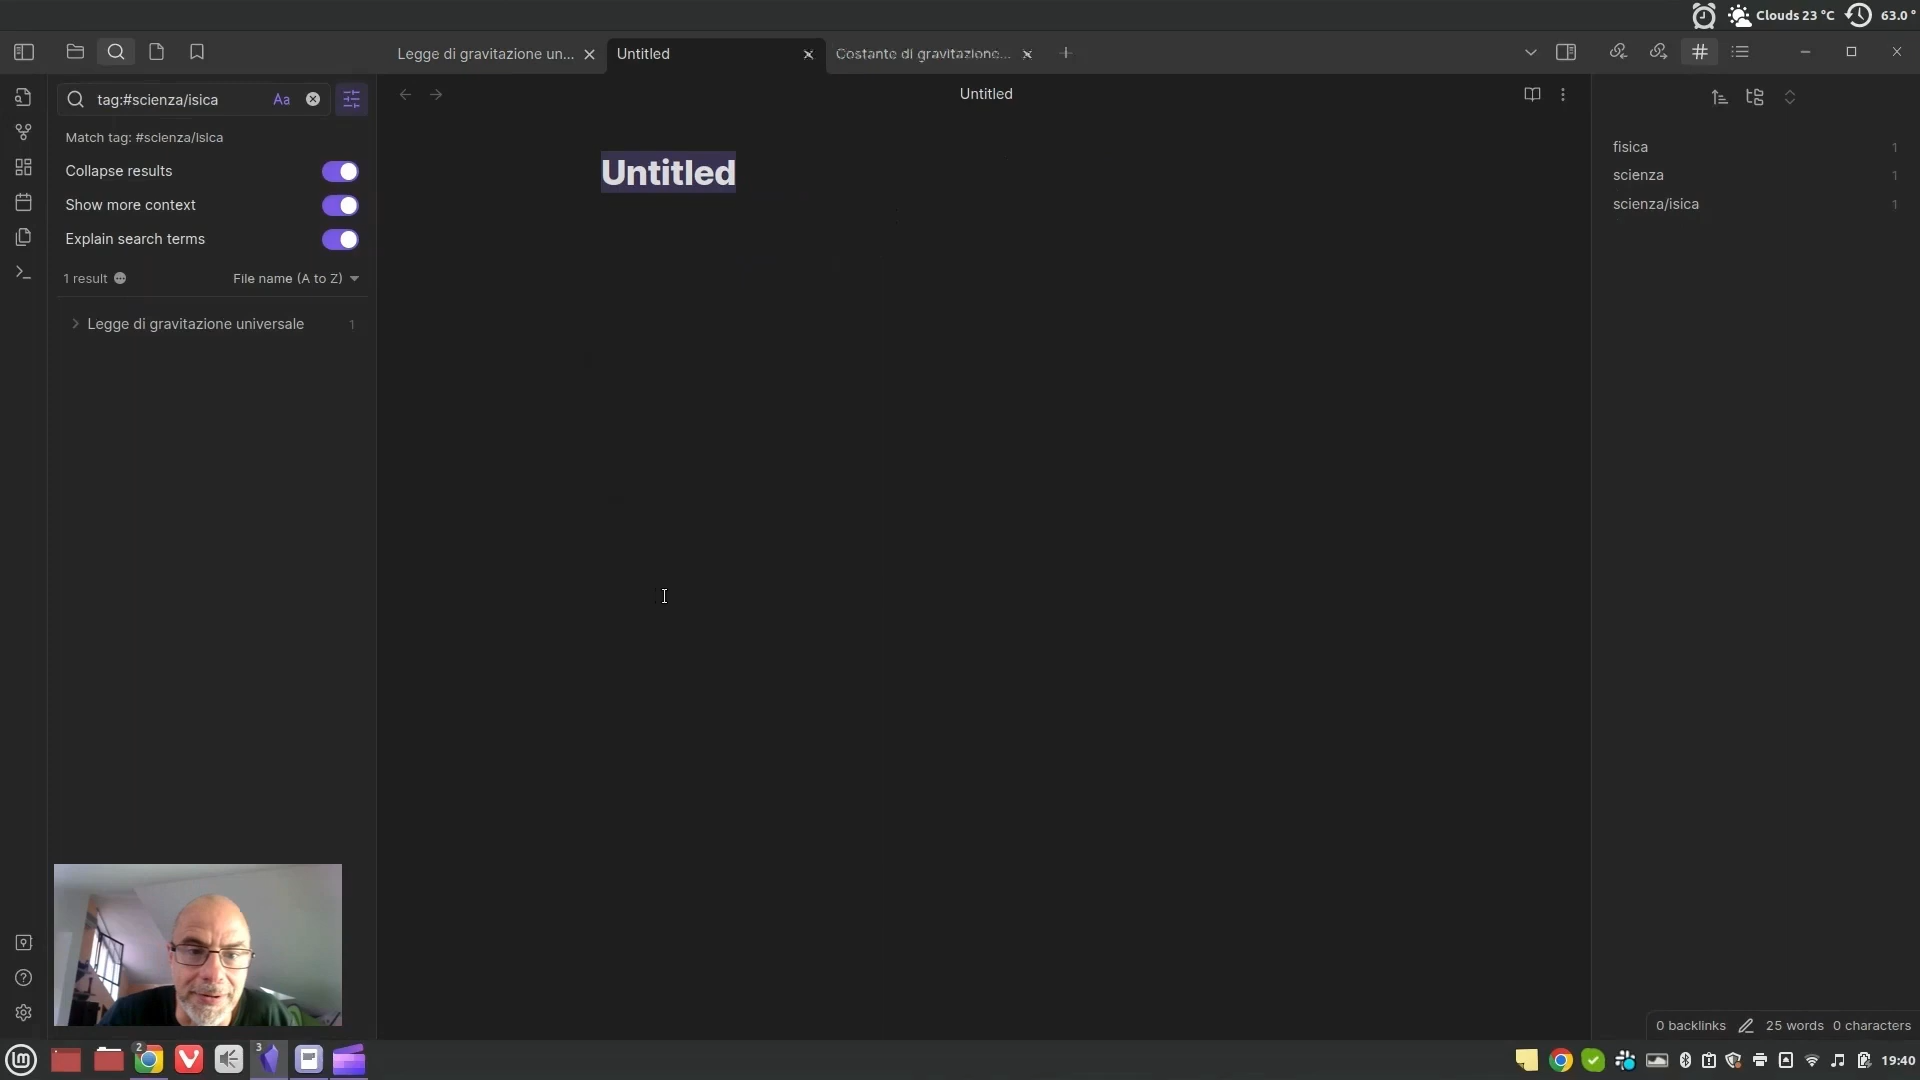 Clouds 23 °C 63.0 °
Legge di gravitazione un... Untitled Costante di gravitazione...
tag:#scienza/isica Aa
Untitled
Match tag: #scienza/isica
Collapse results
Show more context
Explain search terms
1 result File name (A to Z)
Legge di gravitazione universale 1
Untitled
fisica 1
scienza 1
scienza/isica 1
0 backlinks 25 words 0 characters
2 3
19:40